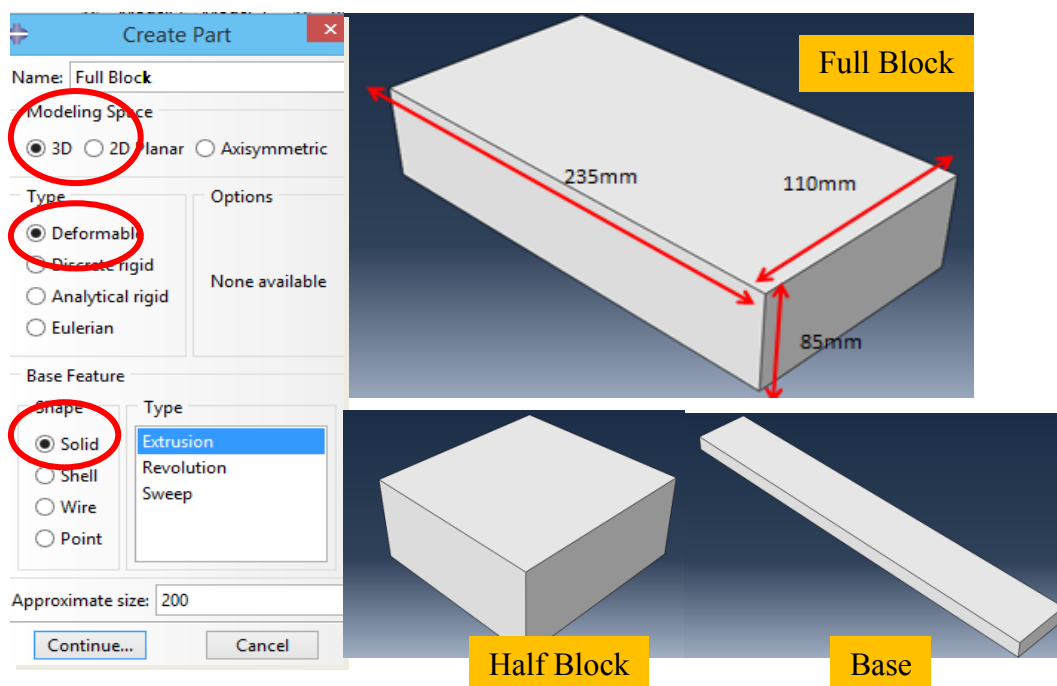 Create Part
Name: Full Block
Modeling Space
3D 2D Planar Axisymmetric
Type
Options
Deformable
Discrete rigid
Analytical rigid
Eulerian
None available
Base Feature
Shape
Type
Solid
Shell
Wire
Point
Extrusion
Revolution
Sweep
Approximate size: 200
Continue... Cancel
Full Block
235mm
110mm
85mm
Half Block
Base